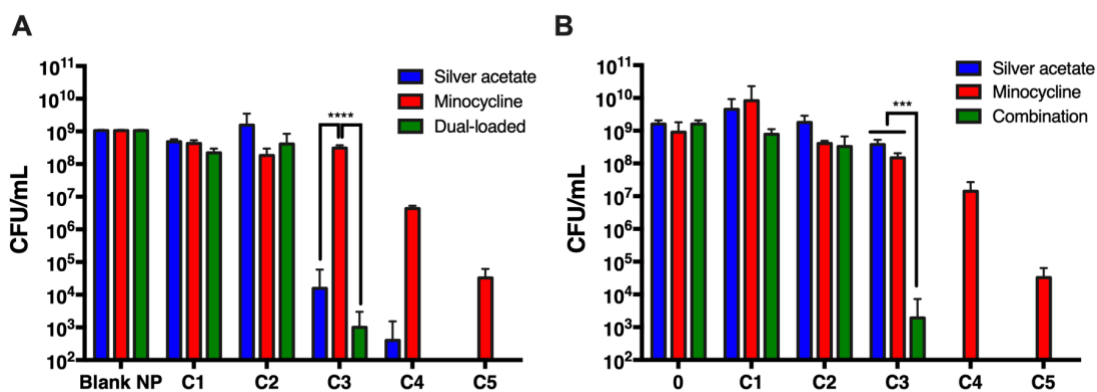 A
CFU/mL
10¹¹
10¹⁰
10⁹
10⁸
10⁷
10⁶
10⁵
10⁴
10³
10²
Silver acetate
Minocycline
Dual-loaded
****
Blank NP C1 C2 C3 C4 C5
B
CFU/mL
10¹¹
10¹⁰
10⁹
10⁸
10⁷
10⁶
10⁵
10⁴
10³
10²
Silver acetate
Minocycline
Combination
***
0 C1 C2 C3 C4 C5